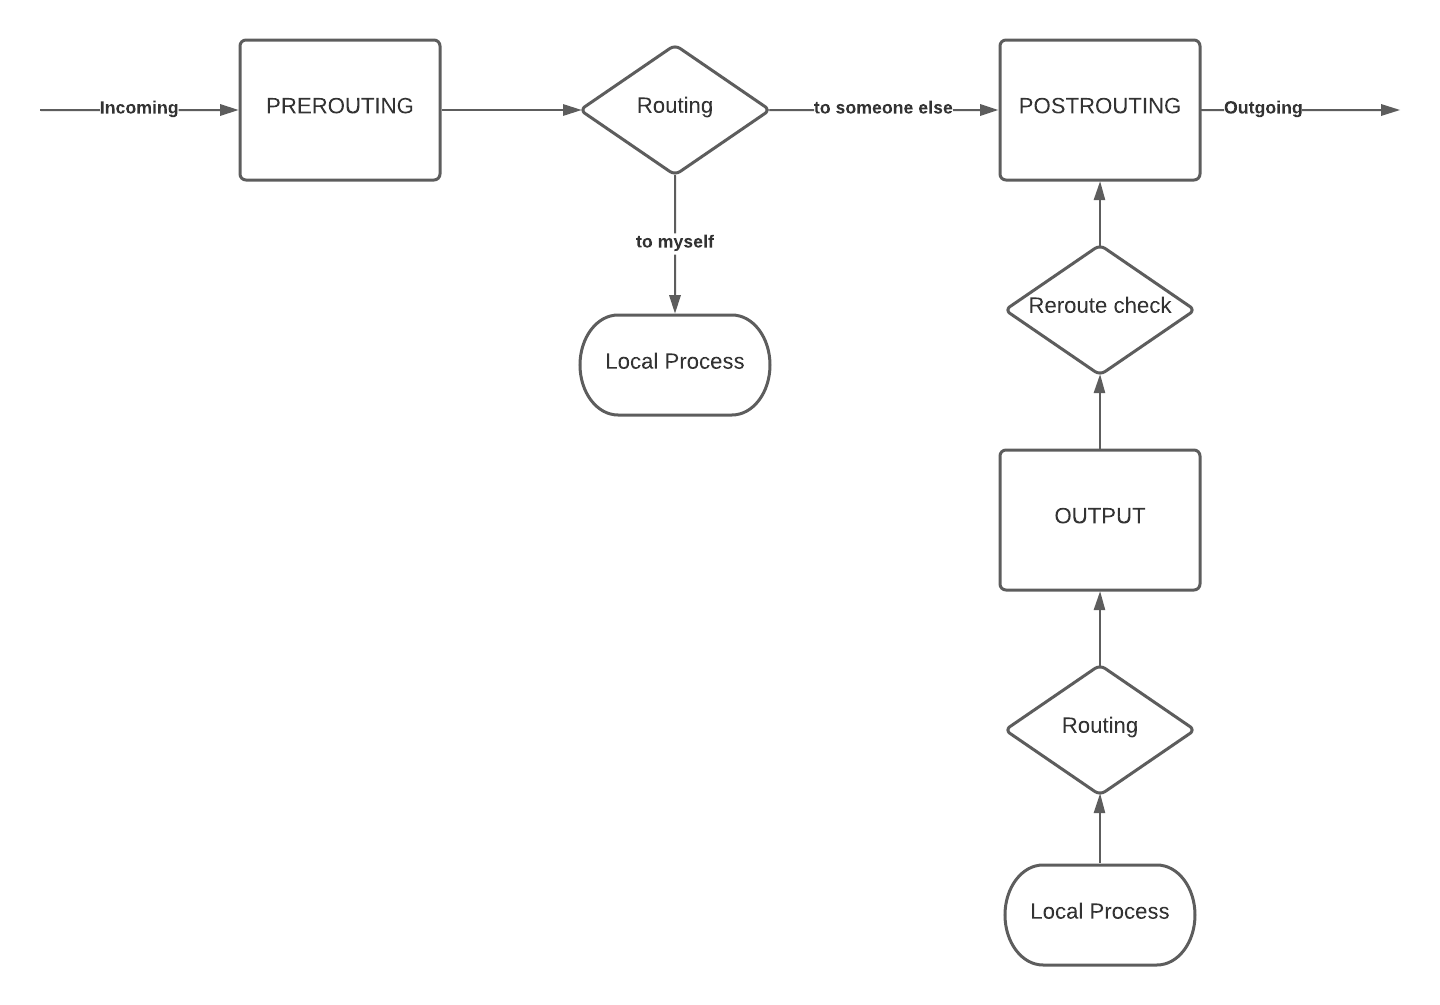 Incoming
PREROUTING
Routing
to someone else
POSTROUTING
Outgoing
to myself
Local Process
Reroute check
OUTPUT
Routing
Local Process